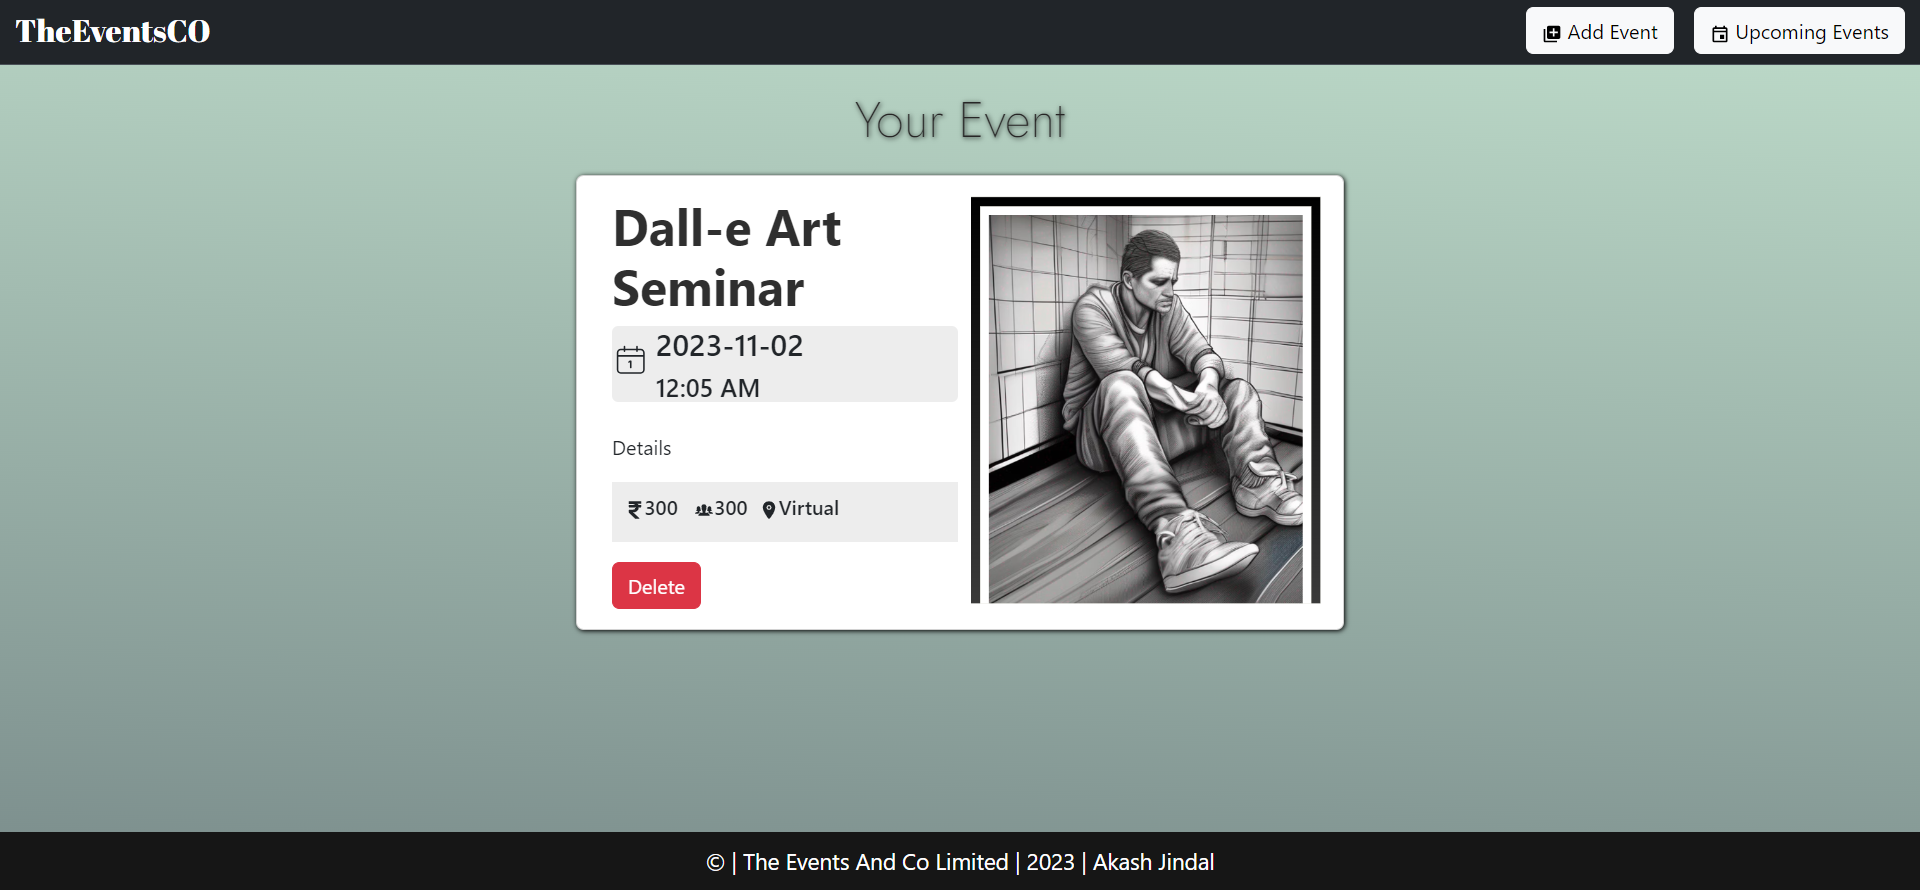 TheEventsCO
Add Event
Upcoming Events
Your Event
Dall-e Art
Seminar
1
2023-11-02
12:05 AM
Details
₹300 300 Virtual
Delete
© | The Events And Co Limited | 2023 | Akash Jindal